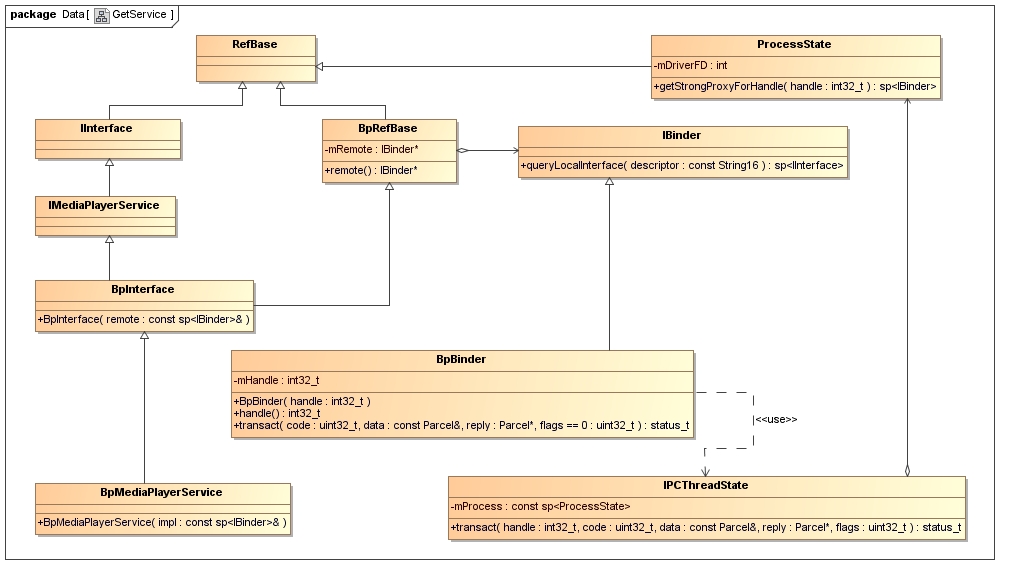 package Data [ GetService ]
RefBase
ProcessState
-mDriverFD : int
+getStrongProxyForHandle( handle : int32_t ) : sp<IBinder>
IInterface
BpRefBase
-mRemote : IBinder*
+remote() : IBinder*
IBinder
+queryLocalInterface( descriptor : const String16 ) : sp<IInterface>
IMediaPlayerService
BpInterface
+BpInterface( remote : const sp<IBinder>& )
BpBinder
-mHandle : int32_t
+BpBinder( handle : int32_t )
+handle() : int32_t
+transact( code : uint32_t, data : const Parcel&, reply : Parcel*, flags == 0 : uint32_t ) : status_t
<<use>>
BpMediaPlayerService
+BpMediaPlayerService( impl : const sp<IBinder>& )
IPCThreadState
-mProcess : const sp<ProcessState>
+transact( handle : int32_t, code : uint32_t, data : const Parcel&, reply : Parcel*, flags : uint32_t ) : status_t